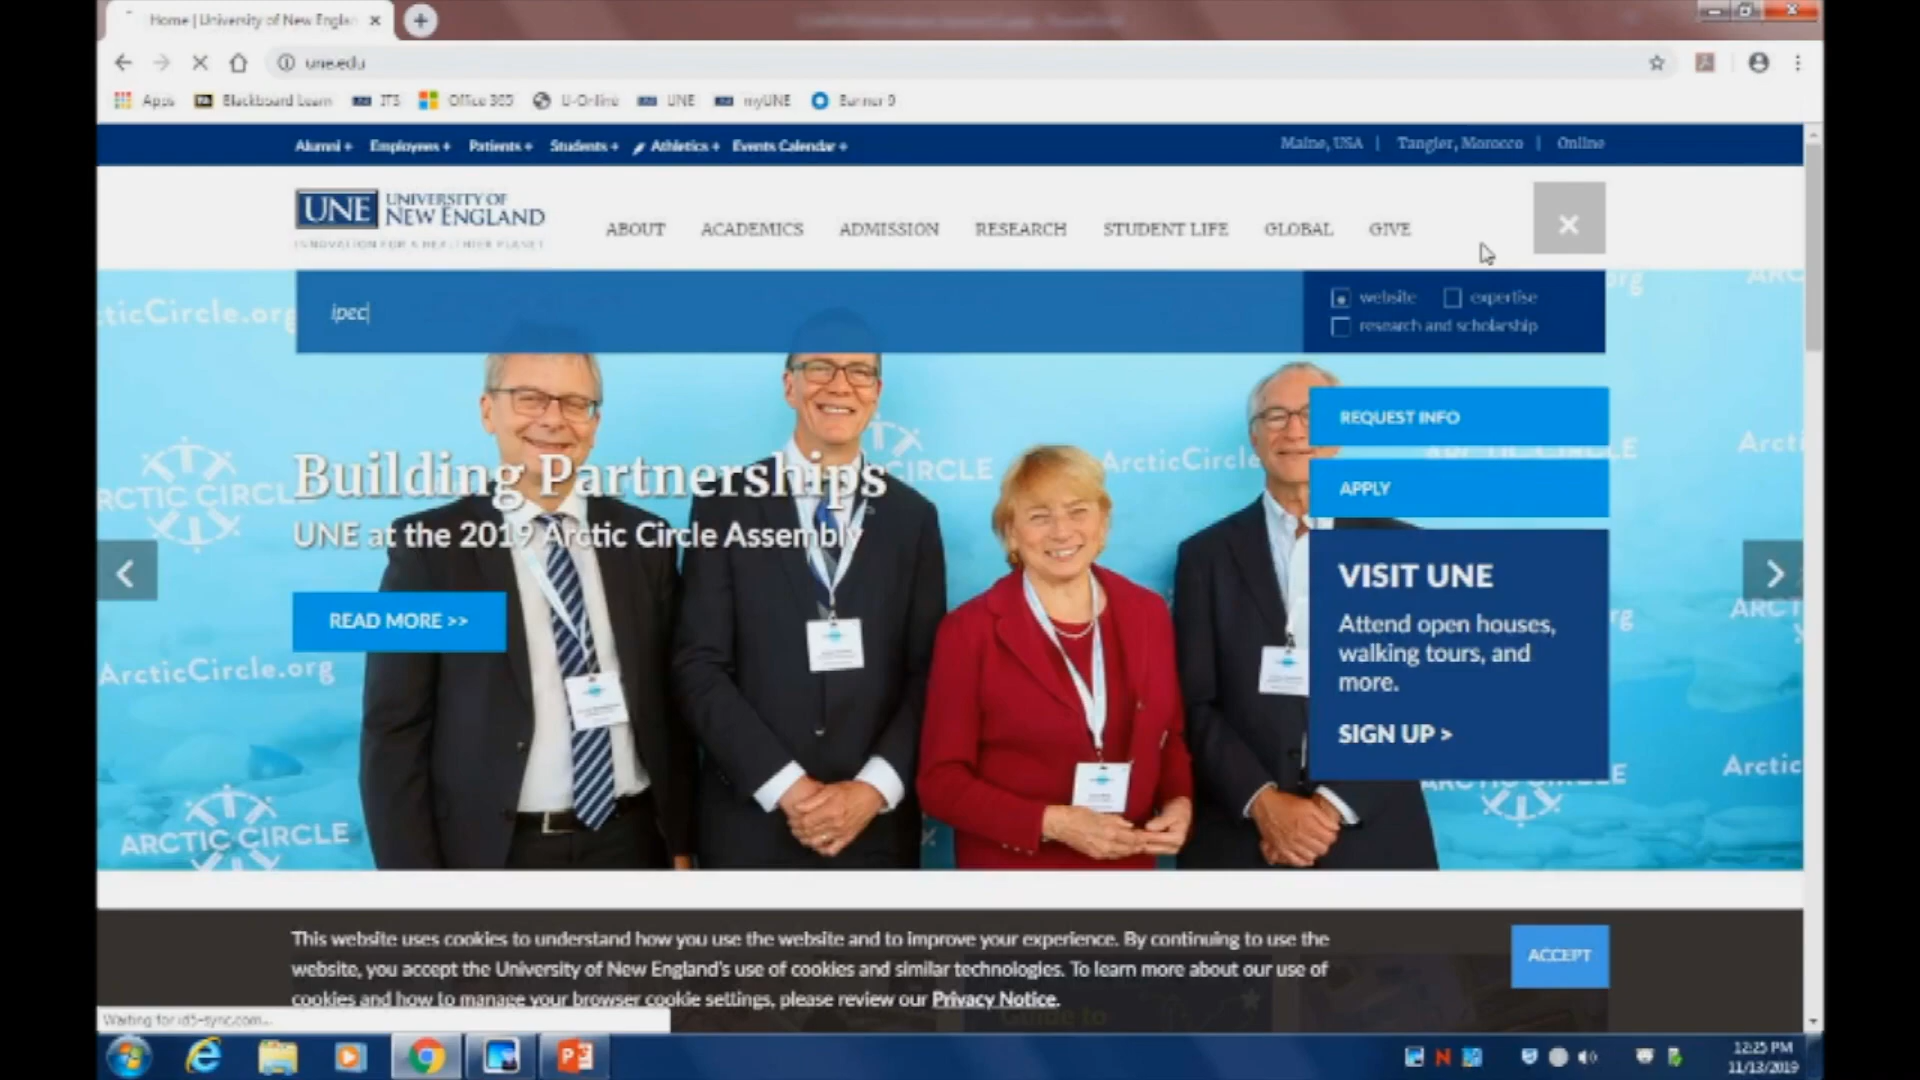 Home | University of New Englan
une.edu
Apps Blackboard Learn ITS Office 365 U-Online UNE myUNE Banner 9
Alumni + Employees + Patients + Students + Athletics + Events Calendar +
Maine, USA | Tangier, Morocco | Online
UNE UNIVERSITY OF
NEW ENGLAND
INNOVATION FOR A HEALTHIER PLANET
ABOUT ACADEMICS ADMISSION RESEARCH STUDENT LIFE GLOBAL GIVE
ipec
website expertise
research and scholarship
cticCircle.org
ARCTIC CIRCLE
ArcticCircle
REQUEST INFO
APPLY
Building Partnerships
UNE at the 2019 Arctic Circle Assembly
READ MORE >>
VISIT UNE
Attend open houses,
walking tours, and
more.
SIGN UP >
ArcticCircle.org
ARCTIC CIRCLE
This website uses cookies to understand how you use the website and to improve your experience. By continuing to use the
website, you accept the University of New England's use of cookies and similar technologies. To learn more about our use of
cookies and how to manage your browser cookie settings, please review our Privacy Notice.
ACCEPT
Guide to
Waiting for id5-sync.com...
12:25 PM
11/13/2019